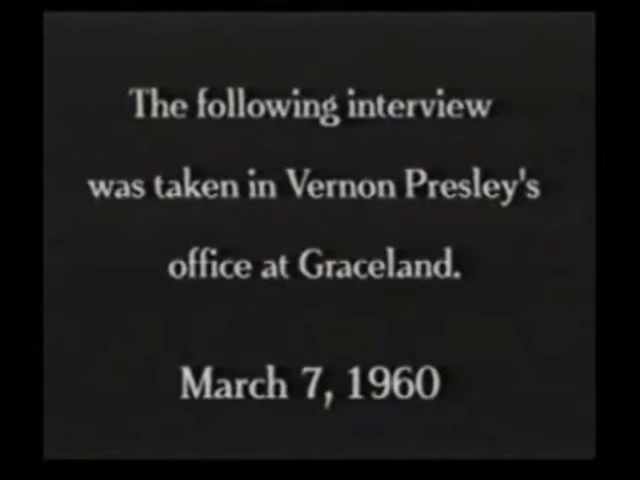 The following interview
was taken in Vernon Presley's
office at Graceland.
March 7, 1960